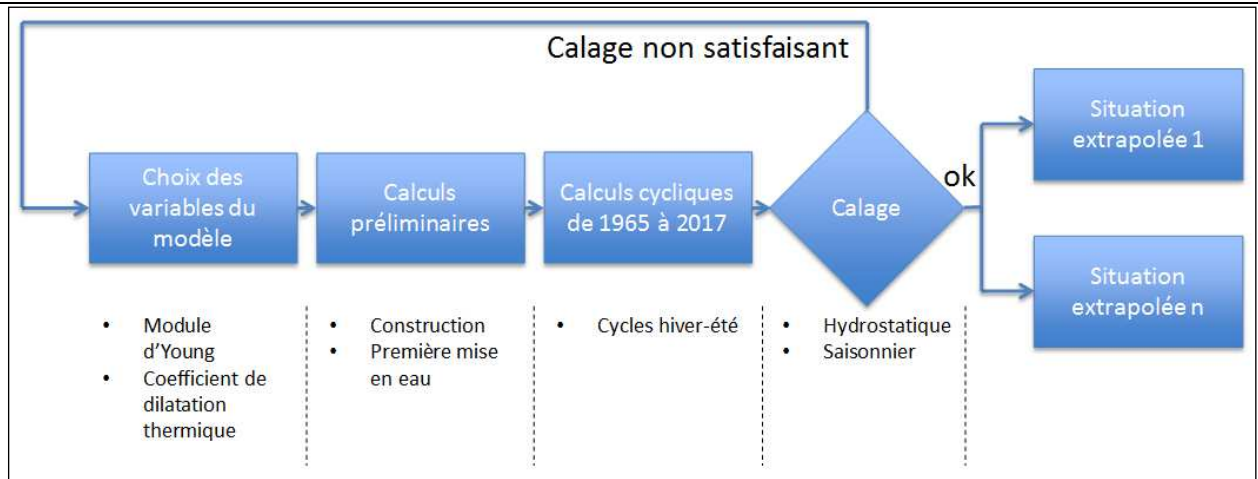 Calage non satisfaisant
Choix des
variables du
modèle
Calculs
préliminaires
Calculs cycliques
de 1965 à 2017
Calage
ok
Situation
extrapolée 1
Situation
extrapolée n
• Module
d'Young
• Coefficient de
dilatation
thermique
• Construction
• Première mise
en eau
• Cycles hiver-été
• Hydrostatique
• Saisonnier